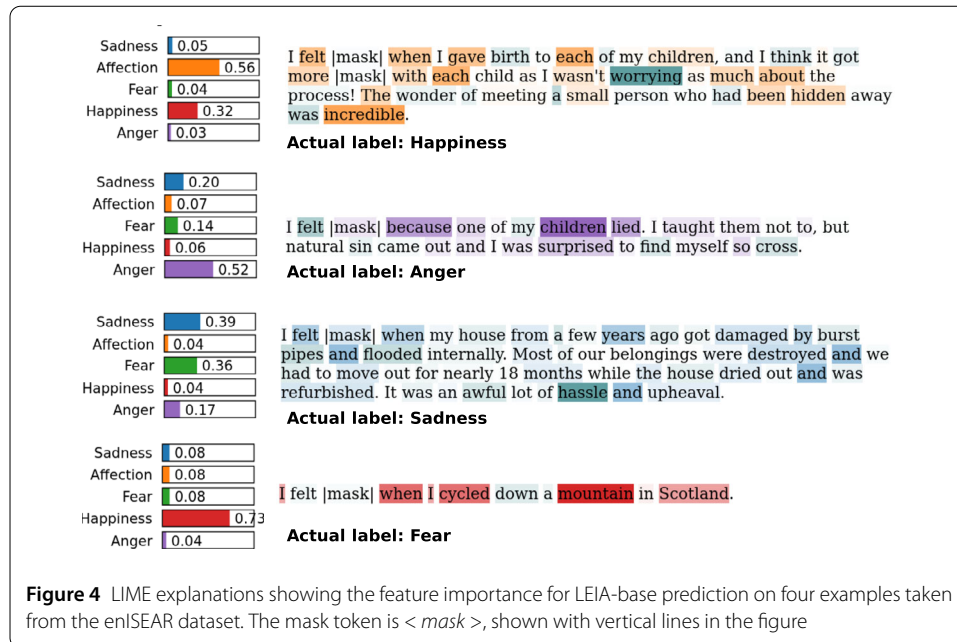 Sadness 0.05
Affection 0.56
Fear 0.04
Happiness 0.32
Anger 0.03
I felt |mask| when I gave birth to each of my children, and I think it got
more |mask| with each child as I wasn't worrying as much about the
process! The wonder of meeting a small person who had been hidden away
was incredible.
Actual label: Happiness
Sadness 0.20
Affection 0.07
Fear 0.14
Happiness 0.06
Anger 0.52
I felt |mask| because one of my children lied. I taught them not to, but
natural sin came out and I was surprised to find myself so cross.
Actual label: Anger
Sadness 0.39
Affection 0.04
Fear 0.36
Happiness 0.04
Anger 0.17
I felt |mask| when my house from a few years ago got damaged by burst
pipes and flooded internally. Most of our belongings were destroyed and we
had to move out for nearly 18 months while the house dried out and was
refurbished. It was an awful lot of hassle and upheaval.
Actual label: Sadness
Sadness 0.08
Affection 0.08
Fear 0.08
Happiness 0.73
Anger 0.04
I felt |mask| when I cycled down a mountain in Scotland.
Actual label: Fear
Figure 4 LIME explanations showing the feature importance for LEIA-base prediction on four examples taken
from the enISEAR dataset. The mask token is < mask >, shown with vertical lines in the figure